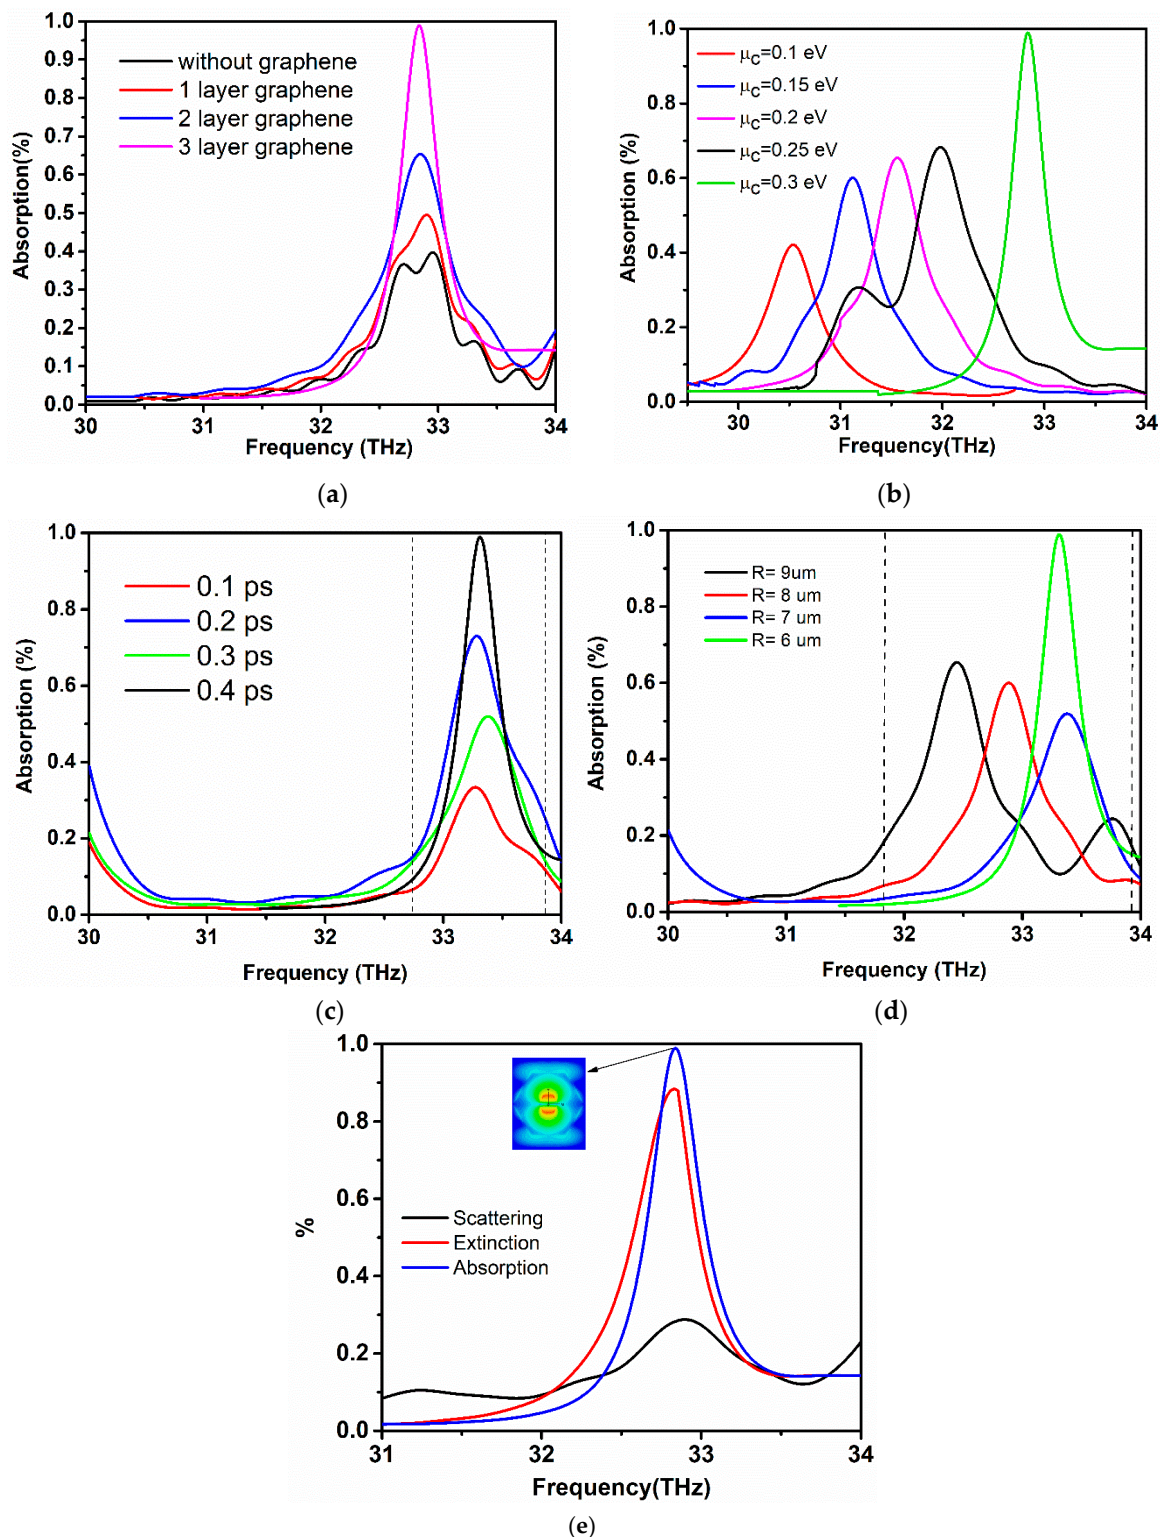 1.0
0.9
0.8
0.7
0.6
0.5
0.4
0.3
0.2
0.1
0.0
Absorption(%)
without graphene
1 layer graphene
2 layer graphene
3 layer graphene
30 31 32 33 34
Frequency (THz)
(a)
1.0
0.8
0.6
0.4
0.2
0.0
Absorption (%)
μC=0.1 eV
μC=0.15 eV
μC=0.2 eV
μC=0.25 eV
μC=0.3 eV
30 31 32 33 34
Frequency(THz)
(b)
1.0
0.8
0.6
0.4
0.2
0.0
Absorption (%)
0.1 ps
0.2 ps
0.3 ps
0.4 ps
30 31 32 33 34
Frequency (THz)
(c)
1.0
0.8
0.6
0.4
0.2
0.0
Absorption (%)
R= 9um
R= 8 um
R= 7 um
R= 6 um
30 31 32 33 34
Frequency (THz)
(d)
1.0
0.8
0.6
0.4
0.2
0.0
%
Scattering
Extinction
Absorption
31 32 33 34
Frequency(THz)
(e)